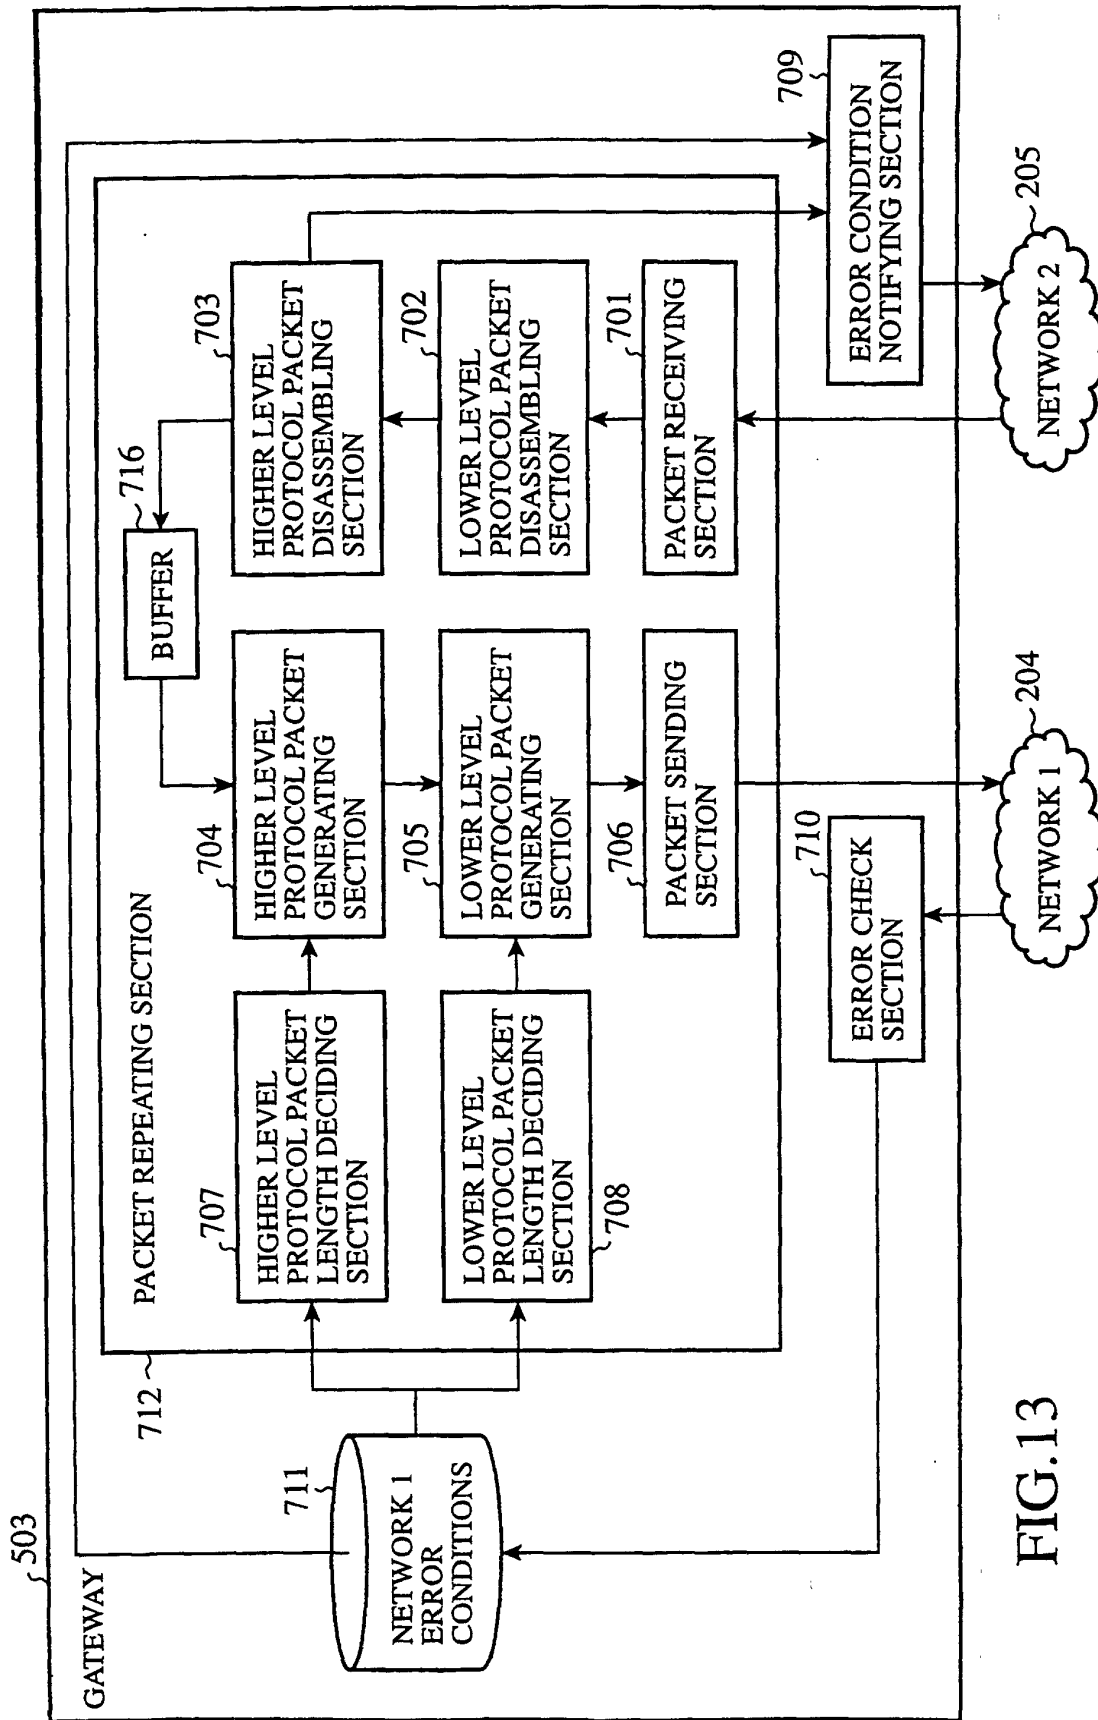 503
GATEWAY
712
PACKET REPEATING SECTION
716
BUFFER
711
NETWORK 1
ERROR
CONDITIONS
707
HIGHER LEVEL
PROTOCOL PACKET
LENGTH DECIDING
SECTION
704
HIGHER LEVEL
PROTOCOL PACKET
GENERATING
SECTION
703
HIGHER LEVEL
PROTOCOL PACKET
DISASSEMBLING
SECTION
708
LOWER LEVEL
PROTOCOL PACKET
LENGTH DECIDING
SECTION
705
LOWER LEVEL
PROTOCOL PACKET
GENERATING
SECTION
702
LOWER LEVEL
PROTOCOL PACKET
DISASSEMBLING
SECTION
706
PACKET SENDING
SECTION
701
PACKET RECEIVING
SECTION
710
ERROR CHECK
SECTION
709
ERROR CONDITION
NOTIFYING SECTION
204
NETWORK 1
205
NETWORK 2
FIG.13